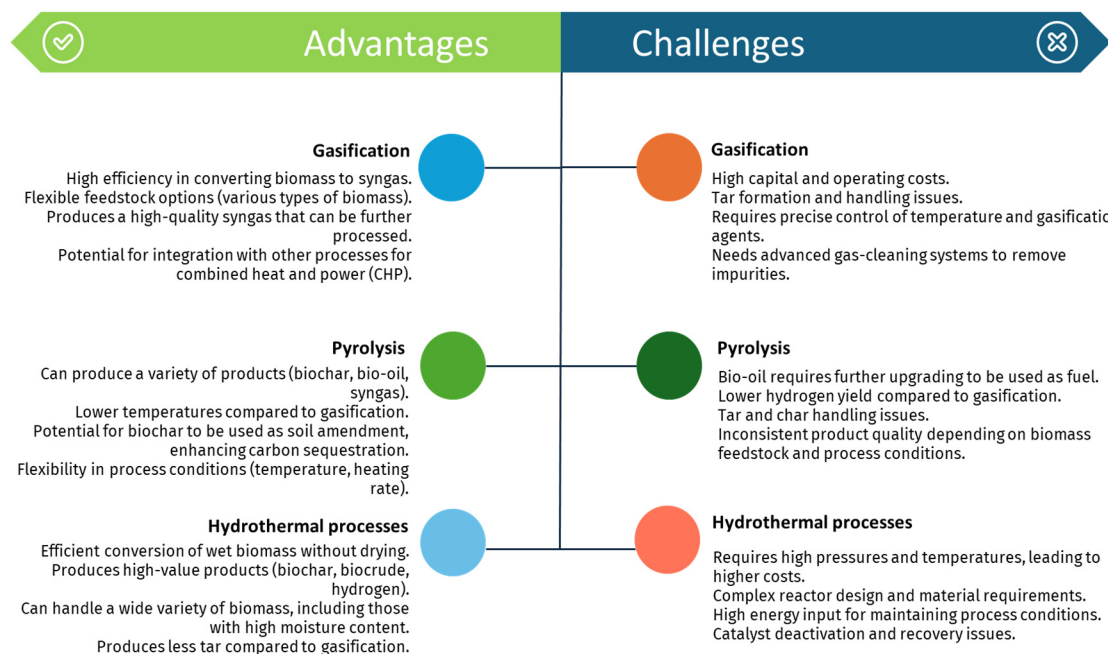 Advantages
Challenges
Gasification
High efficiency in converting biomass to syngas.
Flexible feedstock options (various types of biomass).
Produces a high-quality syngas that can be further
processed.
Potential for integration with other processes for
combined heat and power (CHP).
Gasification
High capital and operating costs.
Tar formation and handling issues.
Requires precise control of temperature and gasificatio
agents.
Needs advanced gas-cleaning systems to remove
impurities.
Pyrolysis
Can produce a variety of products (biochar, bio-oil,
syngas).
Lower temperatures compared to gasification.
Potential for biochar to be used as soil amendment,
enhancing carbon sequestration.
Flexibility in process conditions (temperature, heating
rate).
Pyrolysis
Bio-oil requires further upgrading to be used as fuel.
Lower hydrogen yield compared to gasification.
Tar and char handling issues.
Inconsistent product quality depending on biomass
feedstock and process conditions.
Hydrothermal processes
Efficient conversion of wet biomass without drying.
Produces high-value products (biochar, biocrude,
hydrogen).
Can handle a wide variety of biomass, including those
with high moisture content.
Produces less tar compared to gasification.
Hydrothermal processes
Requires high pressures and temperatures, leading to
higher costs.
Complex reactor design and material requirements.
High energy input for maintaining process conditions.
Catalyst deactivation and recovery issues.